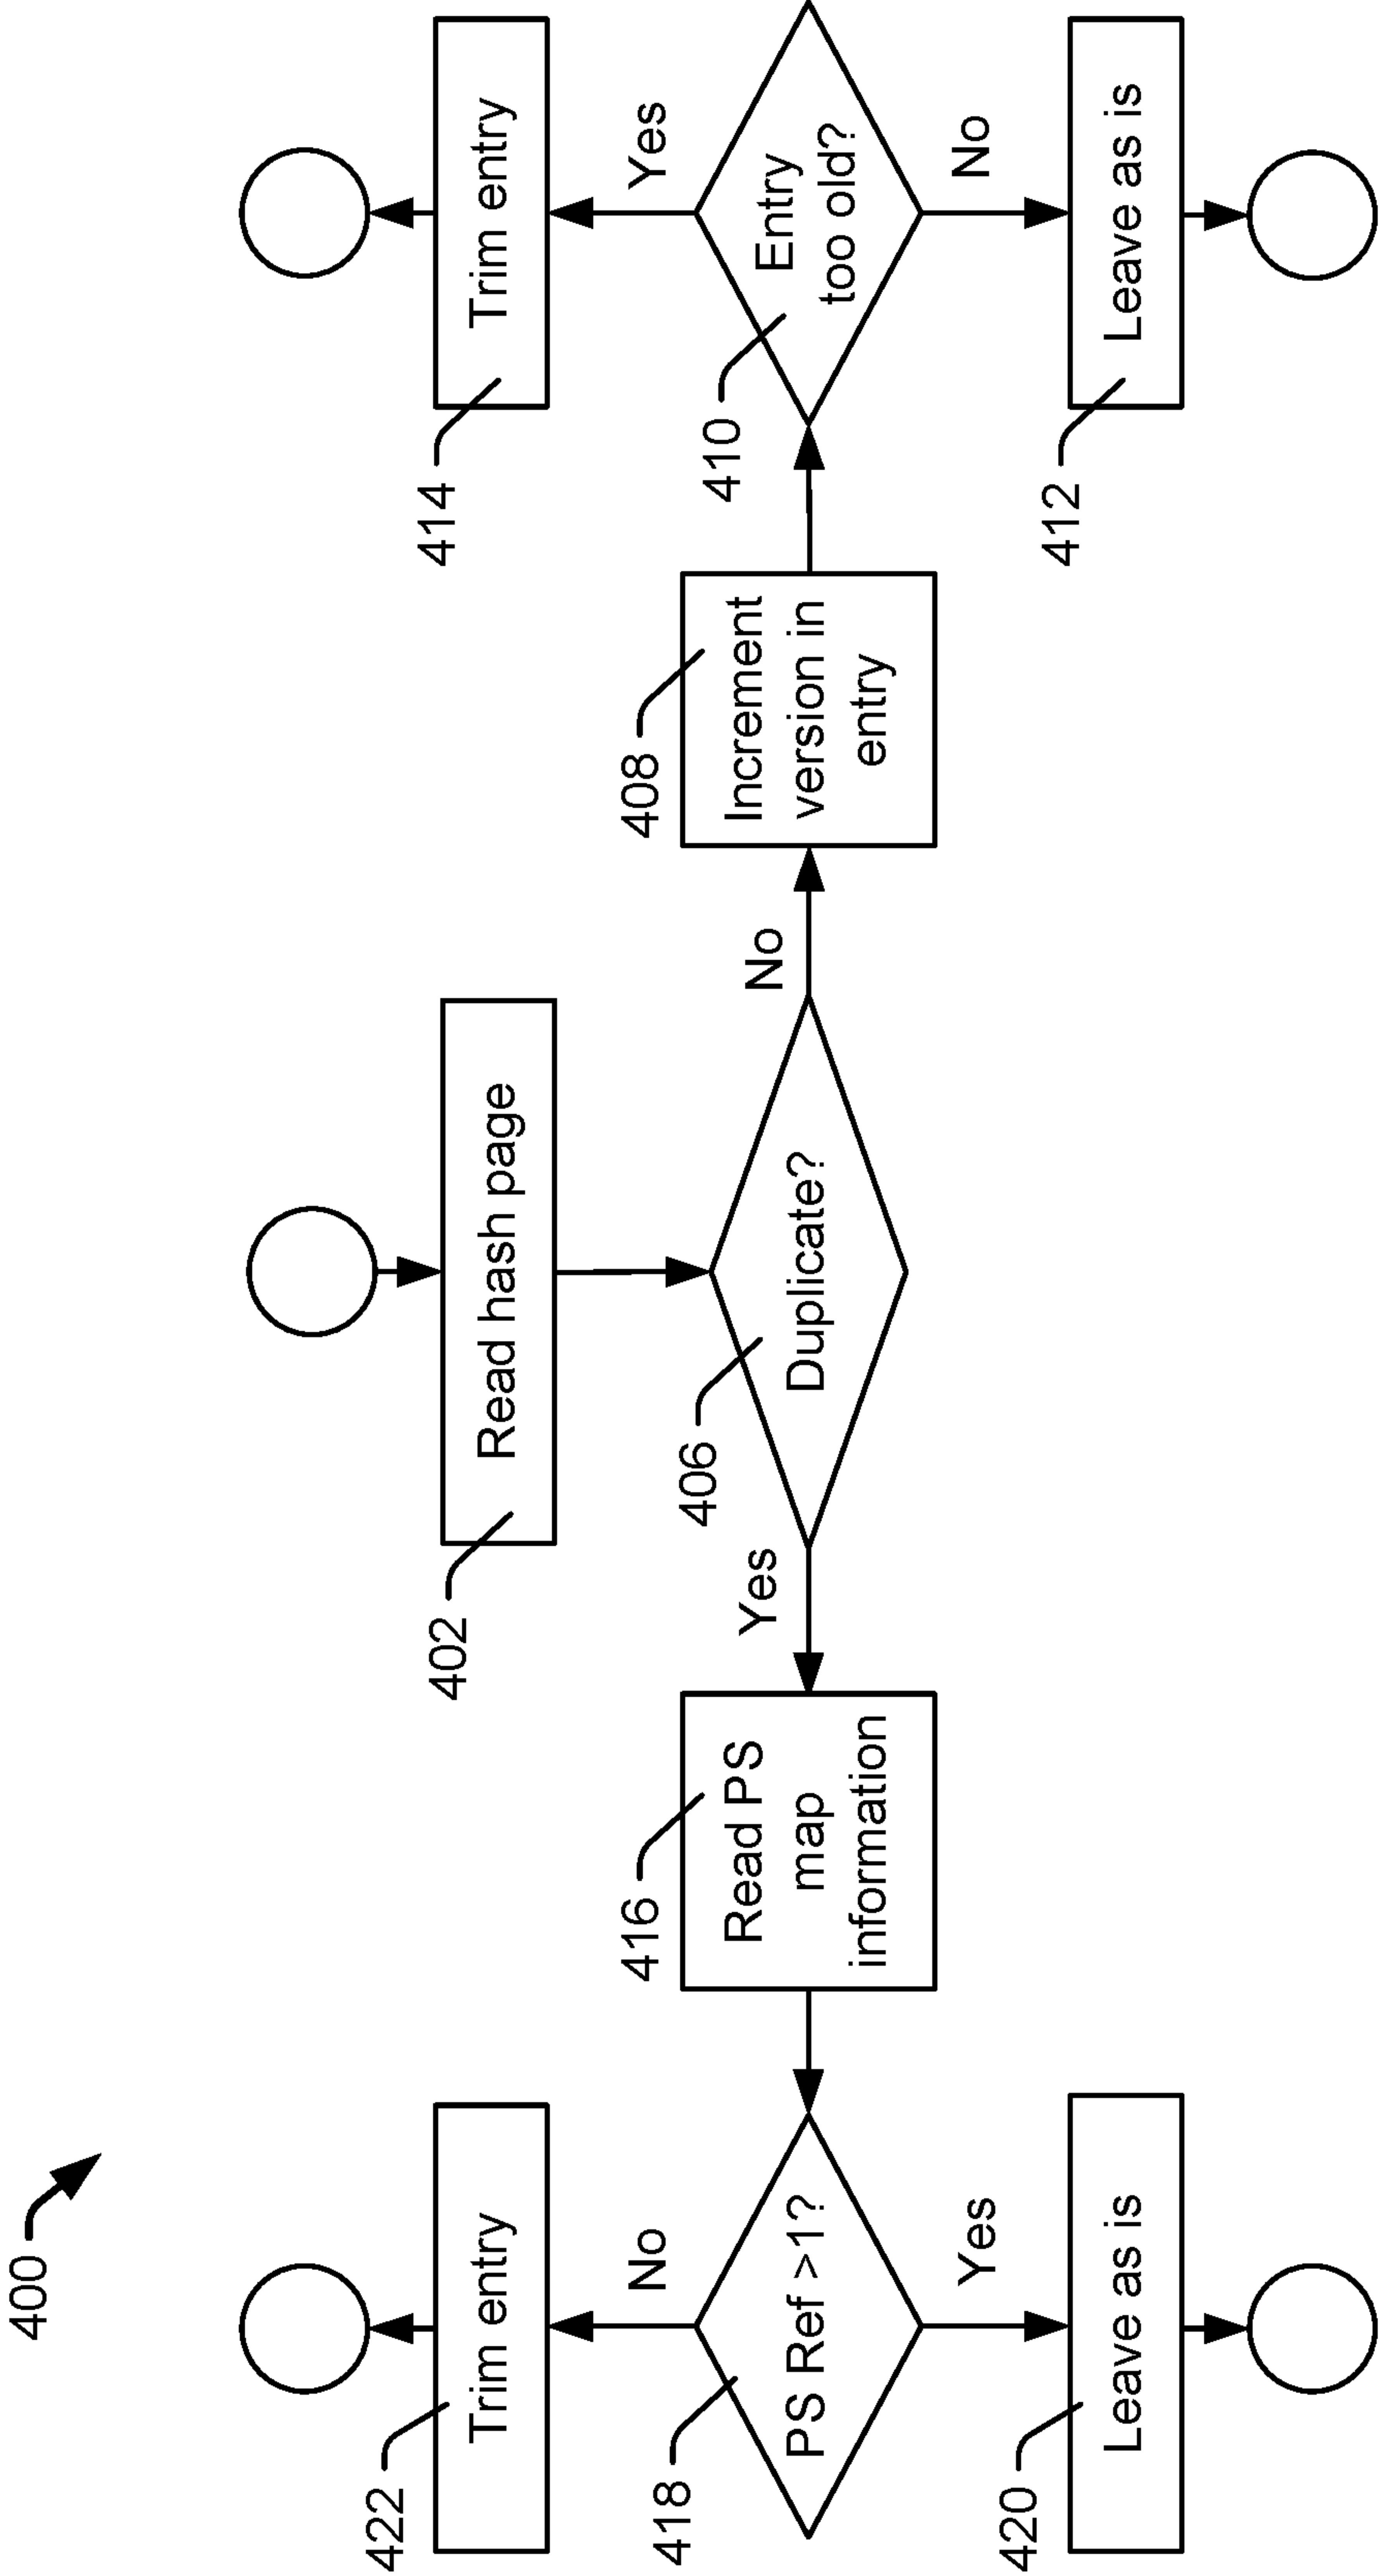 400
402
Read hash page
406
Duplicate?
Yes
No
416
Read PS
map
information
408
Increment
version in
entry
418
PS Ref >1?
No
Yes
422
Trim entry
420
Leave as is
410
Entry
too old?
Yes
No
414
Trim entry
412
Leave as is